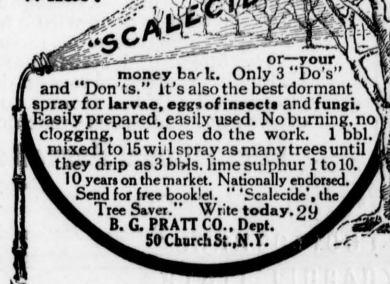 "SCALECIDE
or—your
money back. Only 3 "Do's"
and "Don'ts." It's also the best dormant
spray for larvae, eggs of insects and fungi.
Easily prepared, easily used. No burning, no
clogging, but does do the work. 1 bbl.
mixed 1 to 15 will spray as many trees until
they drip as 3 bbls. lime sulphur 1 to 10.
10 years on the market. Nationally endorsed.
Send for free booklet. "'Scalecide', the
Tree Saver." Write today. 29
B. G. PRATT CO., Dept.
50 Church St., N.Y.